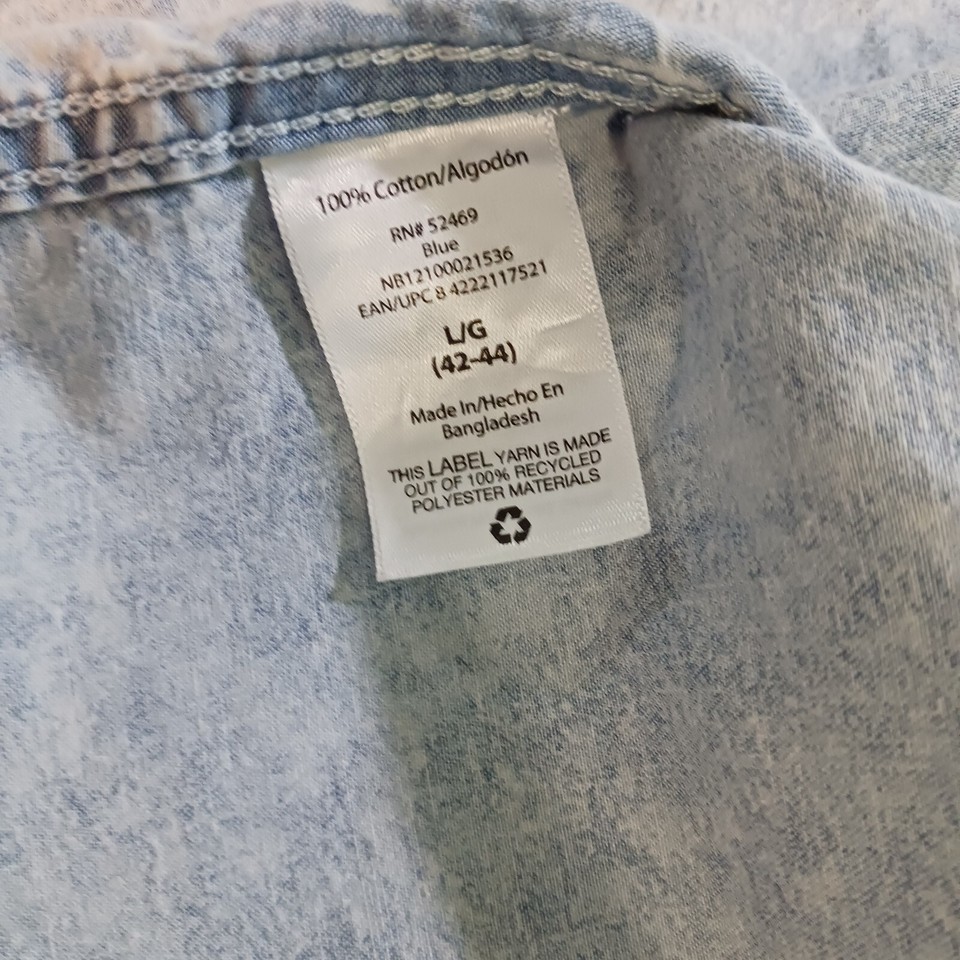 100% Cotton/Algodón
RN# 52469
Blue
NB12100021536
EAN/UPC 8 4222117521
L/G
(42-44)
Made In/Hecho En
Bangladesh
THIS LABEL YARN IS MADE
OUT OF 100% RECYCLED
POLYESTER MATERIALS